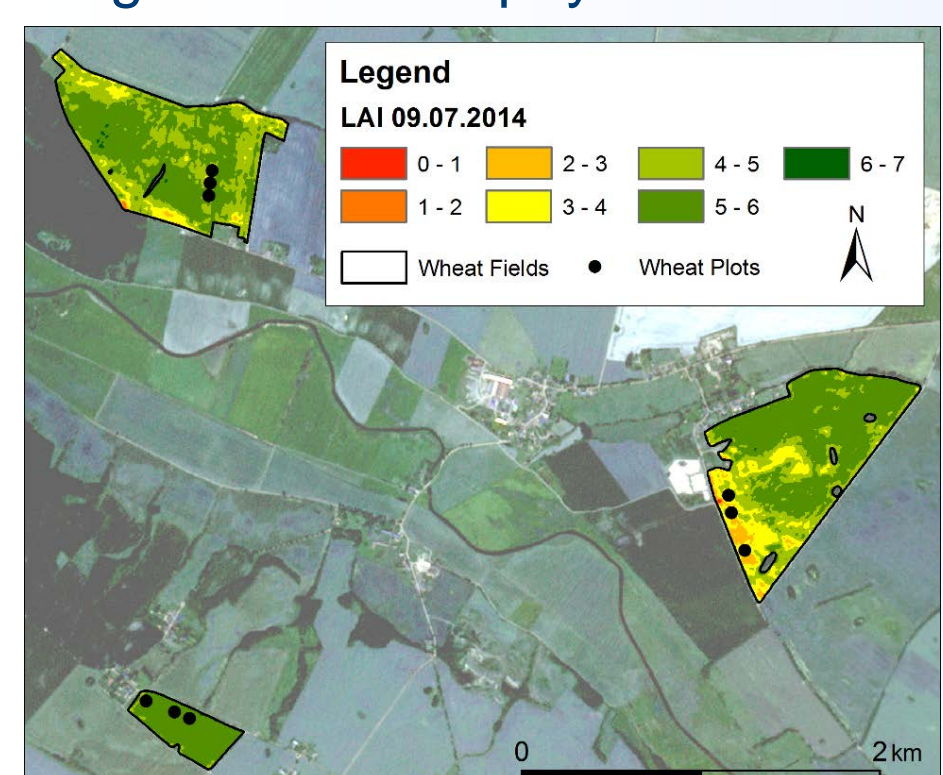 Legend
LAI 09.07.2014
0 - 1
2 - 3
4 - 5
6 - 7
1 - 2
3 - 4
5 - 6
Wheat Fields
Wheat Plots
N
0
2 km